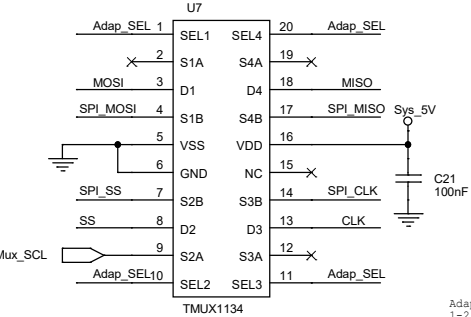 U7
Adap_SEL 1 SEL1 SEL4 20 Adap_SEL
2 S1A S4A 19
MOSI 3 D1 D4 18 MISO
SPI_MOSI 4 S1B S4B 17 SPI_MISO Sys_5V
5 VSS VDD 16
6 GND NC 15 C21
100nF
SPI_SS 7 S2B S3B 14 SPI_CLK
SS 8 D2 D3 13 CLK
Mux_SCL 9 S2A S3A 12
Adap_SEL 10 SEL2 SEL3 11 Adap_SEL
TMUX1134
Adap
1-2